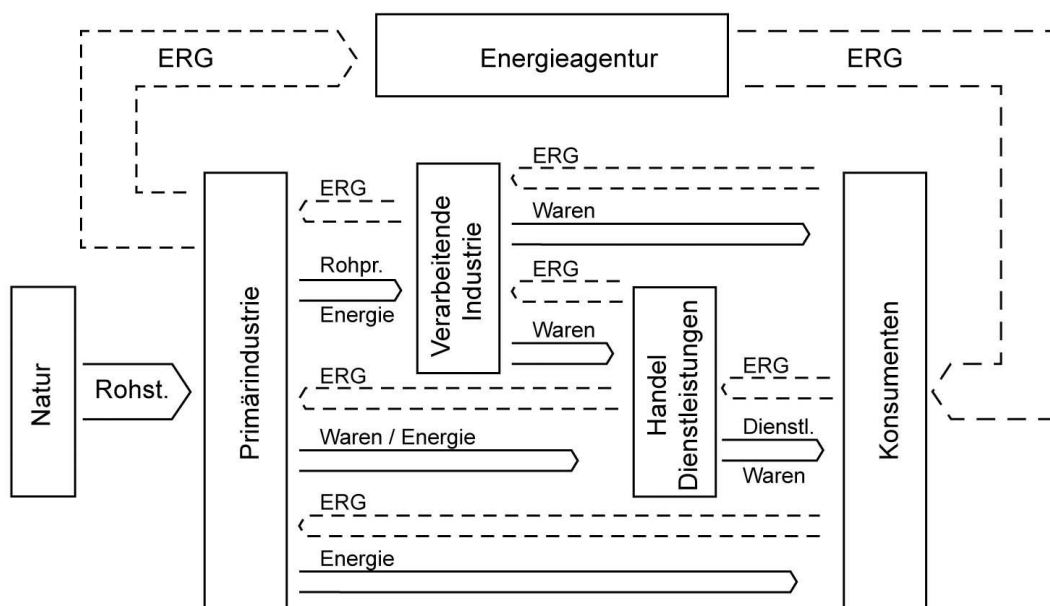 ERG
Energieagentur
ERG
ERG
ERG
Waren
Verarbeitende
Industrie
Rohpr.
Energie
ERG
Waren
Natur
Rohst.
Primärindustrie
ERG
Waren / Energie
Handel
Dienstleistungen
ERG
Dienstl.
Waren
Konsumenten
ERG
Energie